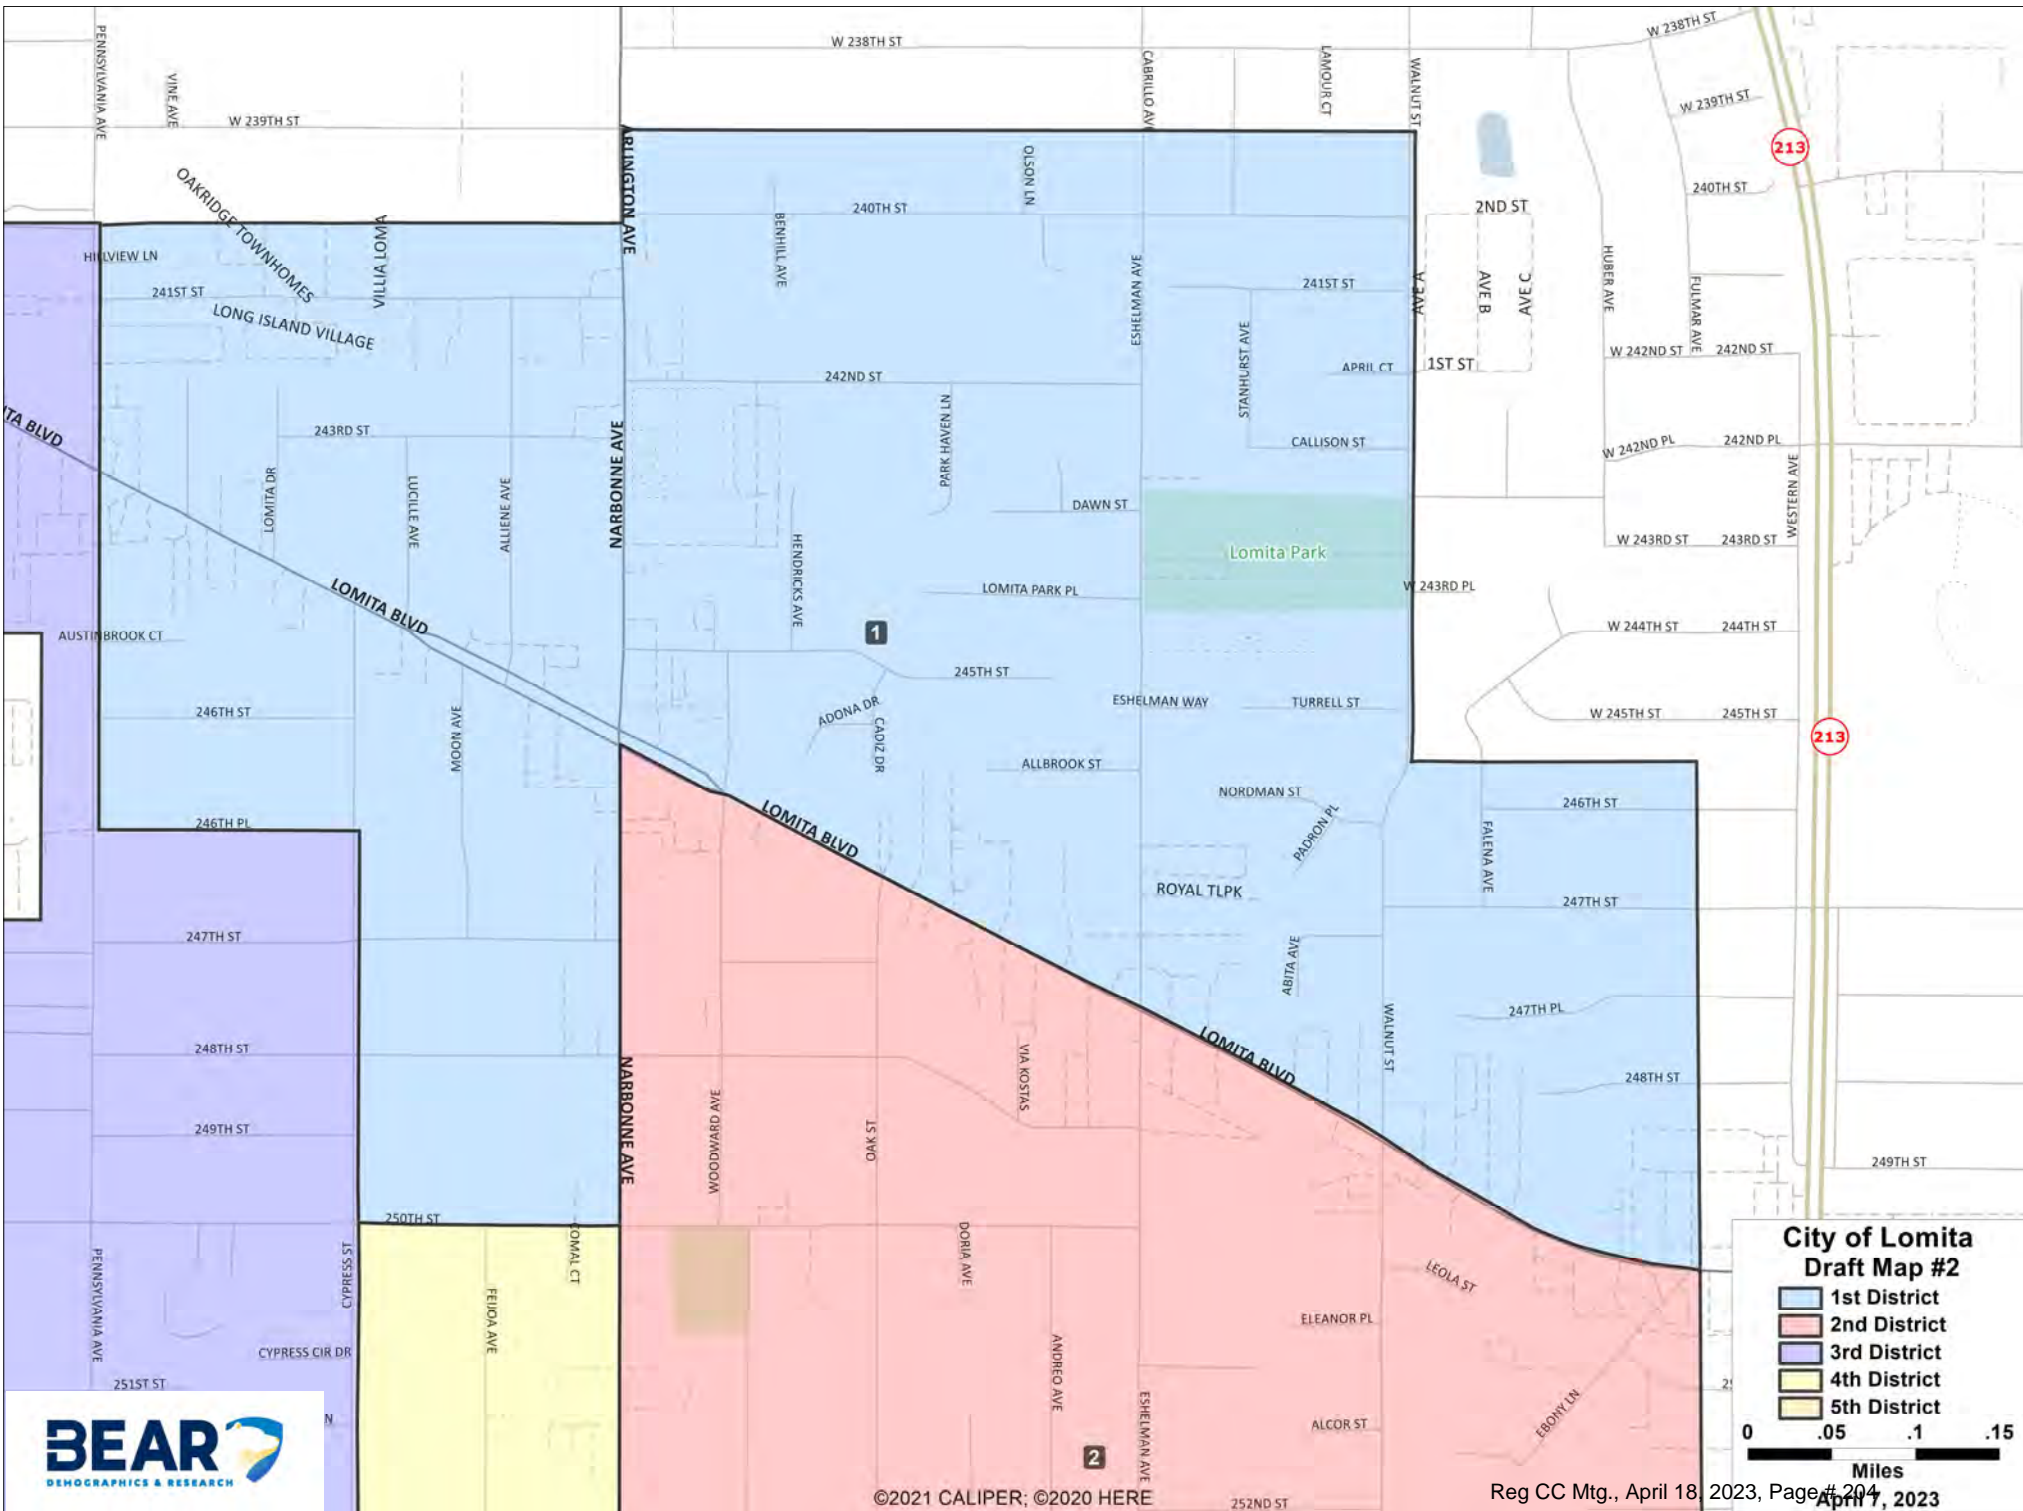 W 238TH ST
W 238TH ST
PENNSYLVANIA AVE
VINE AVE
CABRILLO AVE
LAMOUR CT
WALNUT ST
W 239TH ST
W 239TH ST
213
ARLINGTON AVE
OLSON LN
OAKRIDGE TOWNHOMES
240TH ST
240TH ST
2ND ST
VILLIA LOMA
BENHILL AVE
HILLVIEW LN
ESHELMAN AVE
HUBER AVE
FULMAR AVE
AVE A
AVE B
AVE C
241ST ST
241ST ST
LONG ISLAND VILLAGE
STANHURST AVE
W 242ND ST
242ND ST
1ST ST
APRIL CT
242ND ST
ITA BLVD
PARK HAVEN LN
243RD ST
NARBONNE AVE
CALLISON ST
W 242ND PL
242ND PL
LOMITA DR
LUCILLE AVE
ALLIENE AVE
WESTERN AVE
DAWN ST
HENDRICKS AVE
Lomita Park
W 243RD ST
243RD ST
LOMITA BLVD
LOMITA PARK PL
W 243RD PL
AUSTINBROOK CT
1
W 244TH ST
244TH ST
245TH ST
246TH ST
ADONA DR
CADIZ DR
ESHELMAN WAY
TURRELL ST
W 245TH ST
245TH ST
MOON AVE
213
ALLBROOK ST
NORDMAN ST
246TH ST
246TH PL
LOMITA BLVD
PADRON PL
FALENA AVE
ROYAL TLPK
247TH ST
247TH ST
ABITA AVE
247TH PL
248TH ST
LOMITA BLVD
WALNUT ST
VIA KOSTAS
248TH ST
NARBONNE AVE
WOODWARD AVE
OAK ST
249TH ST
249TH ST
250TH ST
COMAL CT
DORIA AVE
CYPRESS ST
PENNSYLVANIA AVE
FEIJOA AVE
LEOLA ST
ELEANOR PL
CYPRESS CIR DR
ANDREO AVE
251ST ST
ESHELMAN AVE
ALCOR ST
EBONY LN
N
2
252ND ST
City of Lomita
Draft Map #2
1st District
2nd District
3rd District
4th District
5th District
0 .05 .1 .15
Miles
April 7, 2023
BEAR
DEMOGRAPHICS & RESEARCH
©2021 CALIPER; ©2020 HERE
Reg CC Mtg., April 18, 2023, Page # 204